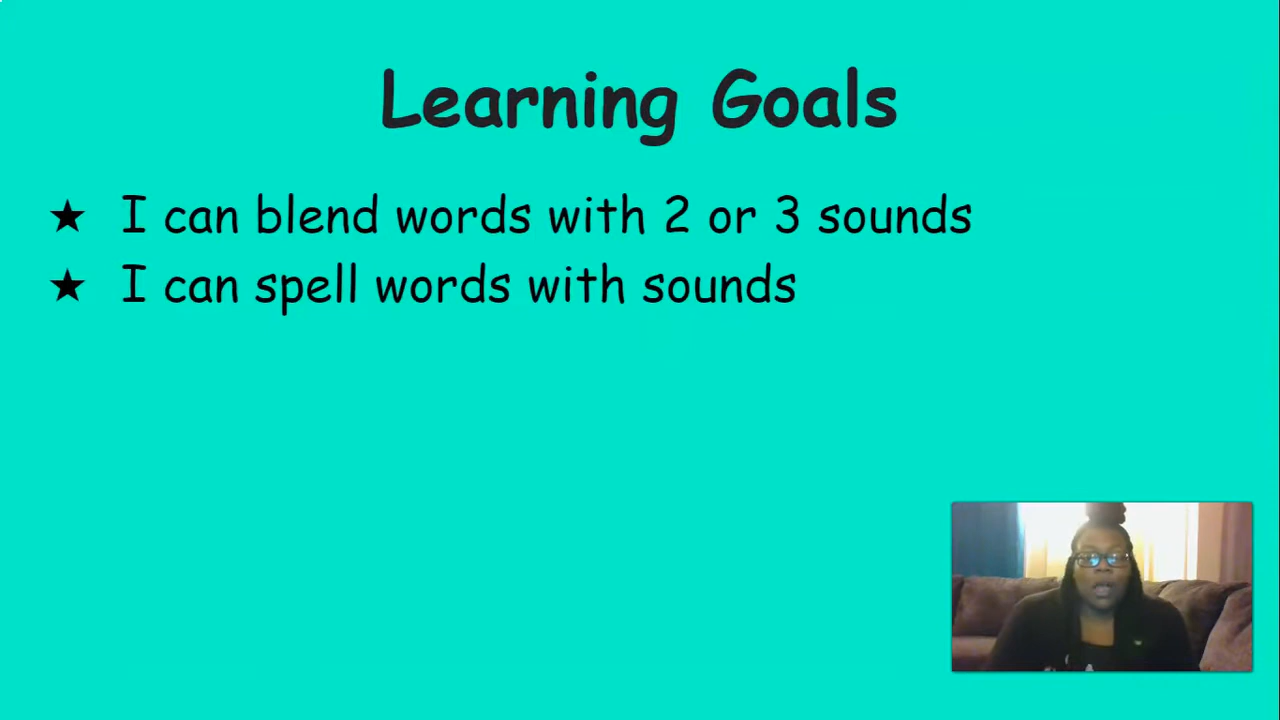 Learning Goals
★ I can blend words with 2 or 3 sounds
★ I can spell words with sounds